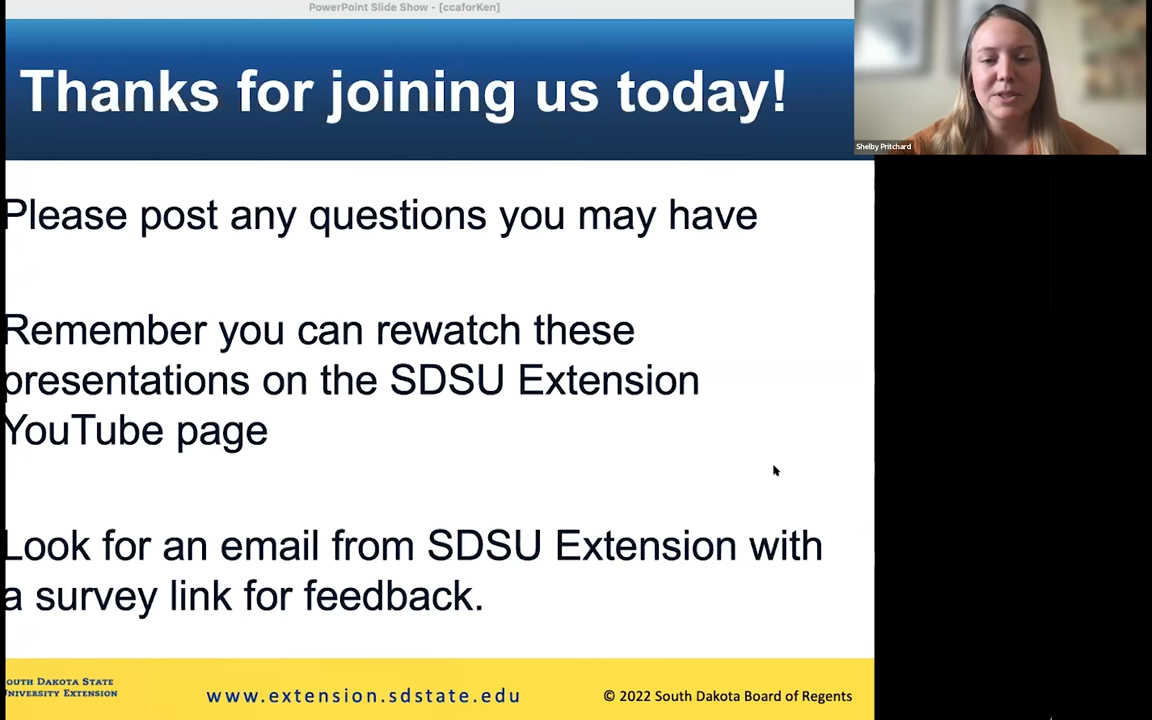 PowerPoint Slide Show - [ccaforKen]
Thanks for joining us today!
Shelby Pritchard
Please post any questions you may have
Remember you can rewatch these
presentations on the SDSU Extension
YouTube page
Look for an email from SDSU Extension with
a survey link for feedback.
OUTH DAKOTA STATE
UNIVERSITY EXTENSION
www.extension.sdstate.edu
© 2022 South Dakota Board of Regents